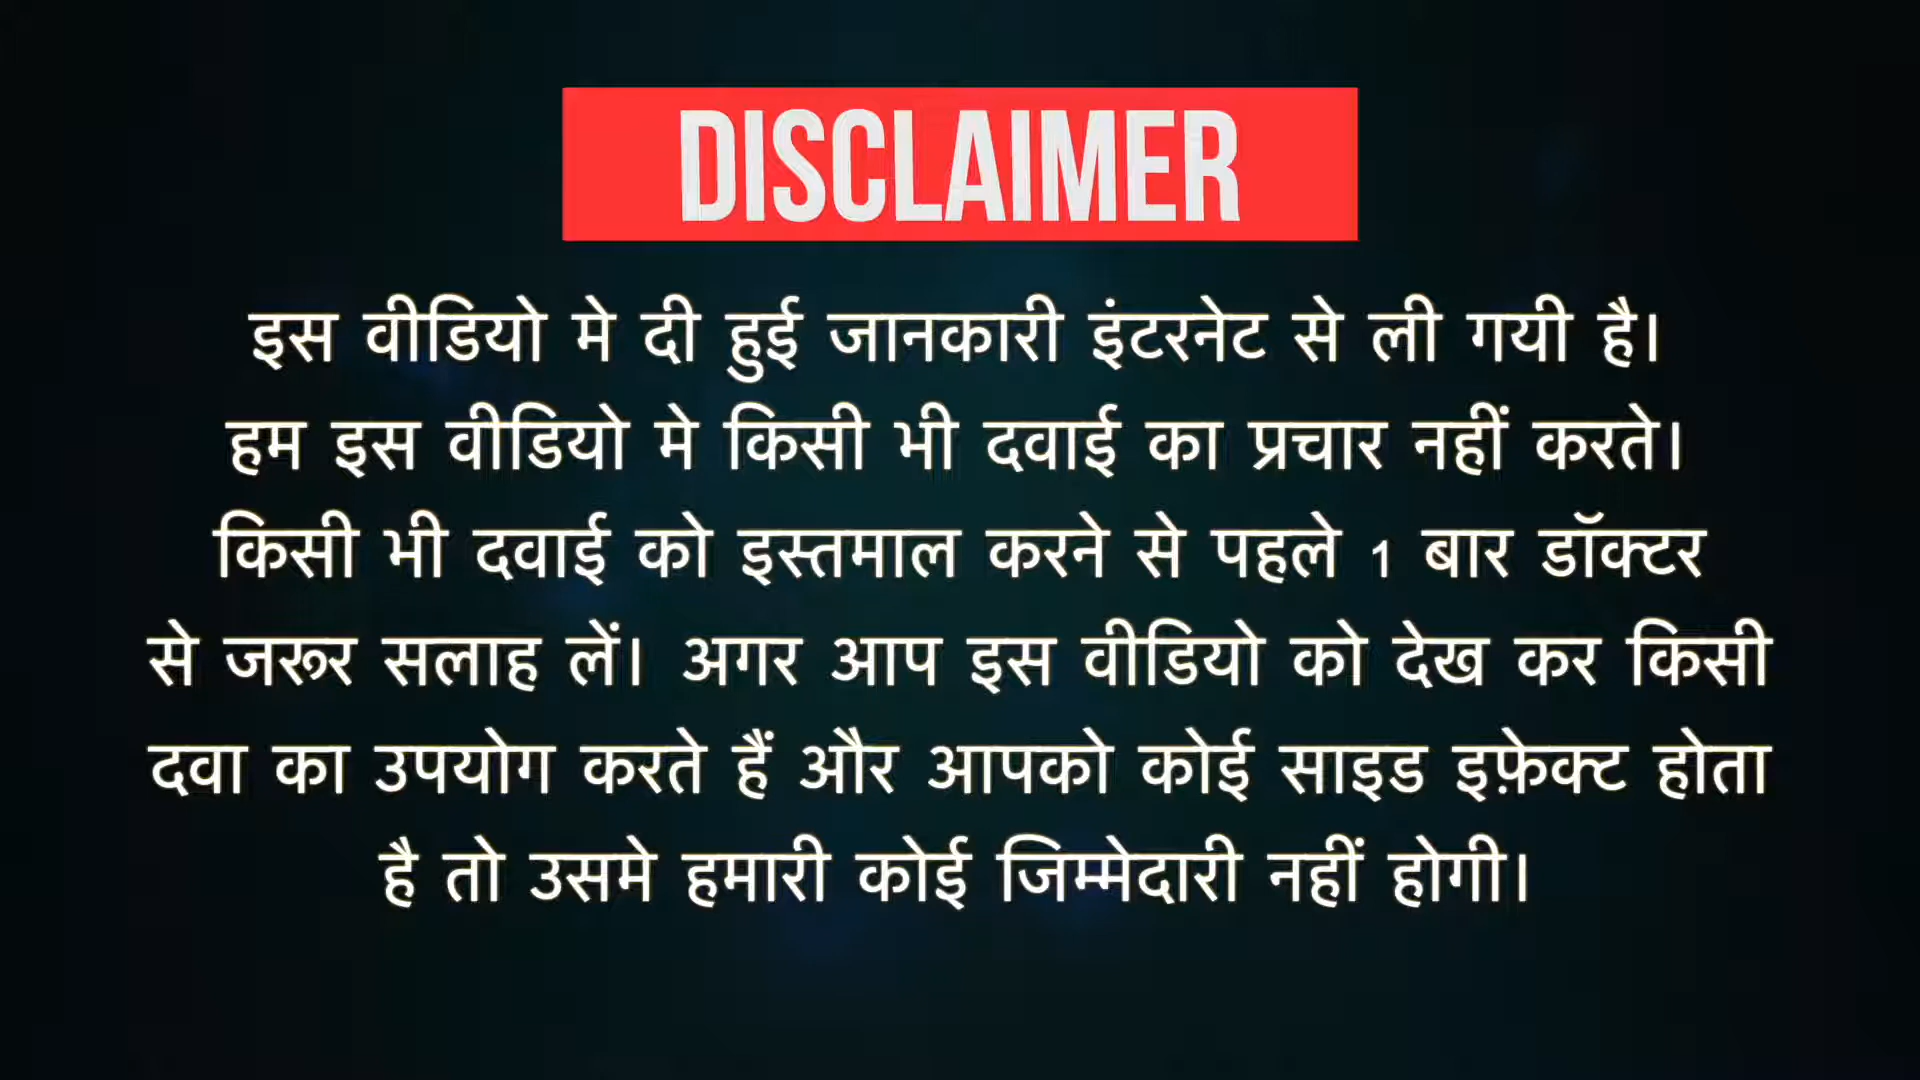 DISCLAIMER
इस वीडियो मे दी हुई जानकारी इंटरनेट से ली गयी है।
हम इस वीडियो मे किसी भी दवाई का प्रचार नहीं करते।
किसी भी दवाई को इस्तमाल करने से पहले 1 बार डॉक्टर
से जरूर सलाह लें। अगर आप इस वीडियो को देख कर किसी
दवा का उपयोग करते हैं और आपको कोई साइड इफ़ेक्ट होता
है तो उसमे हमारी कोई जिम्मेदारी नहीं होगी।